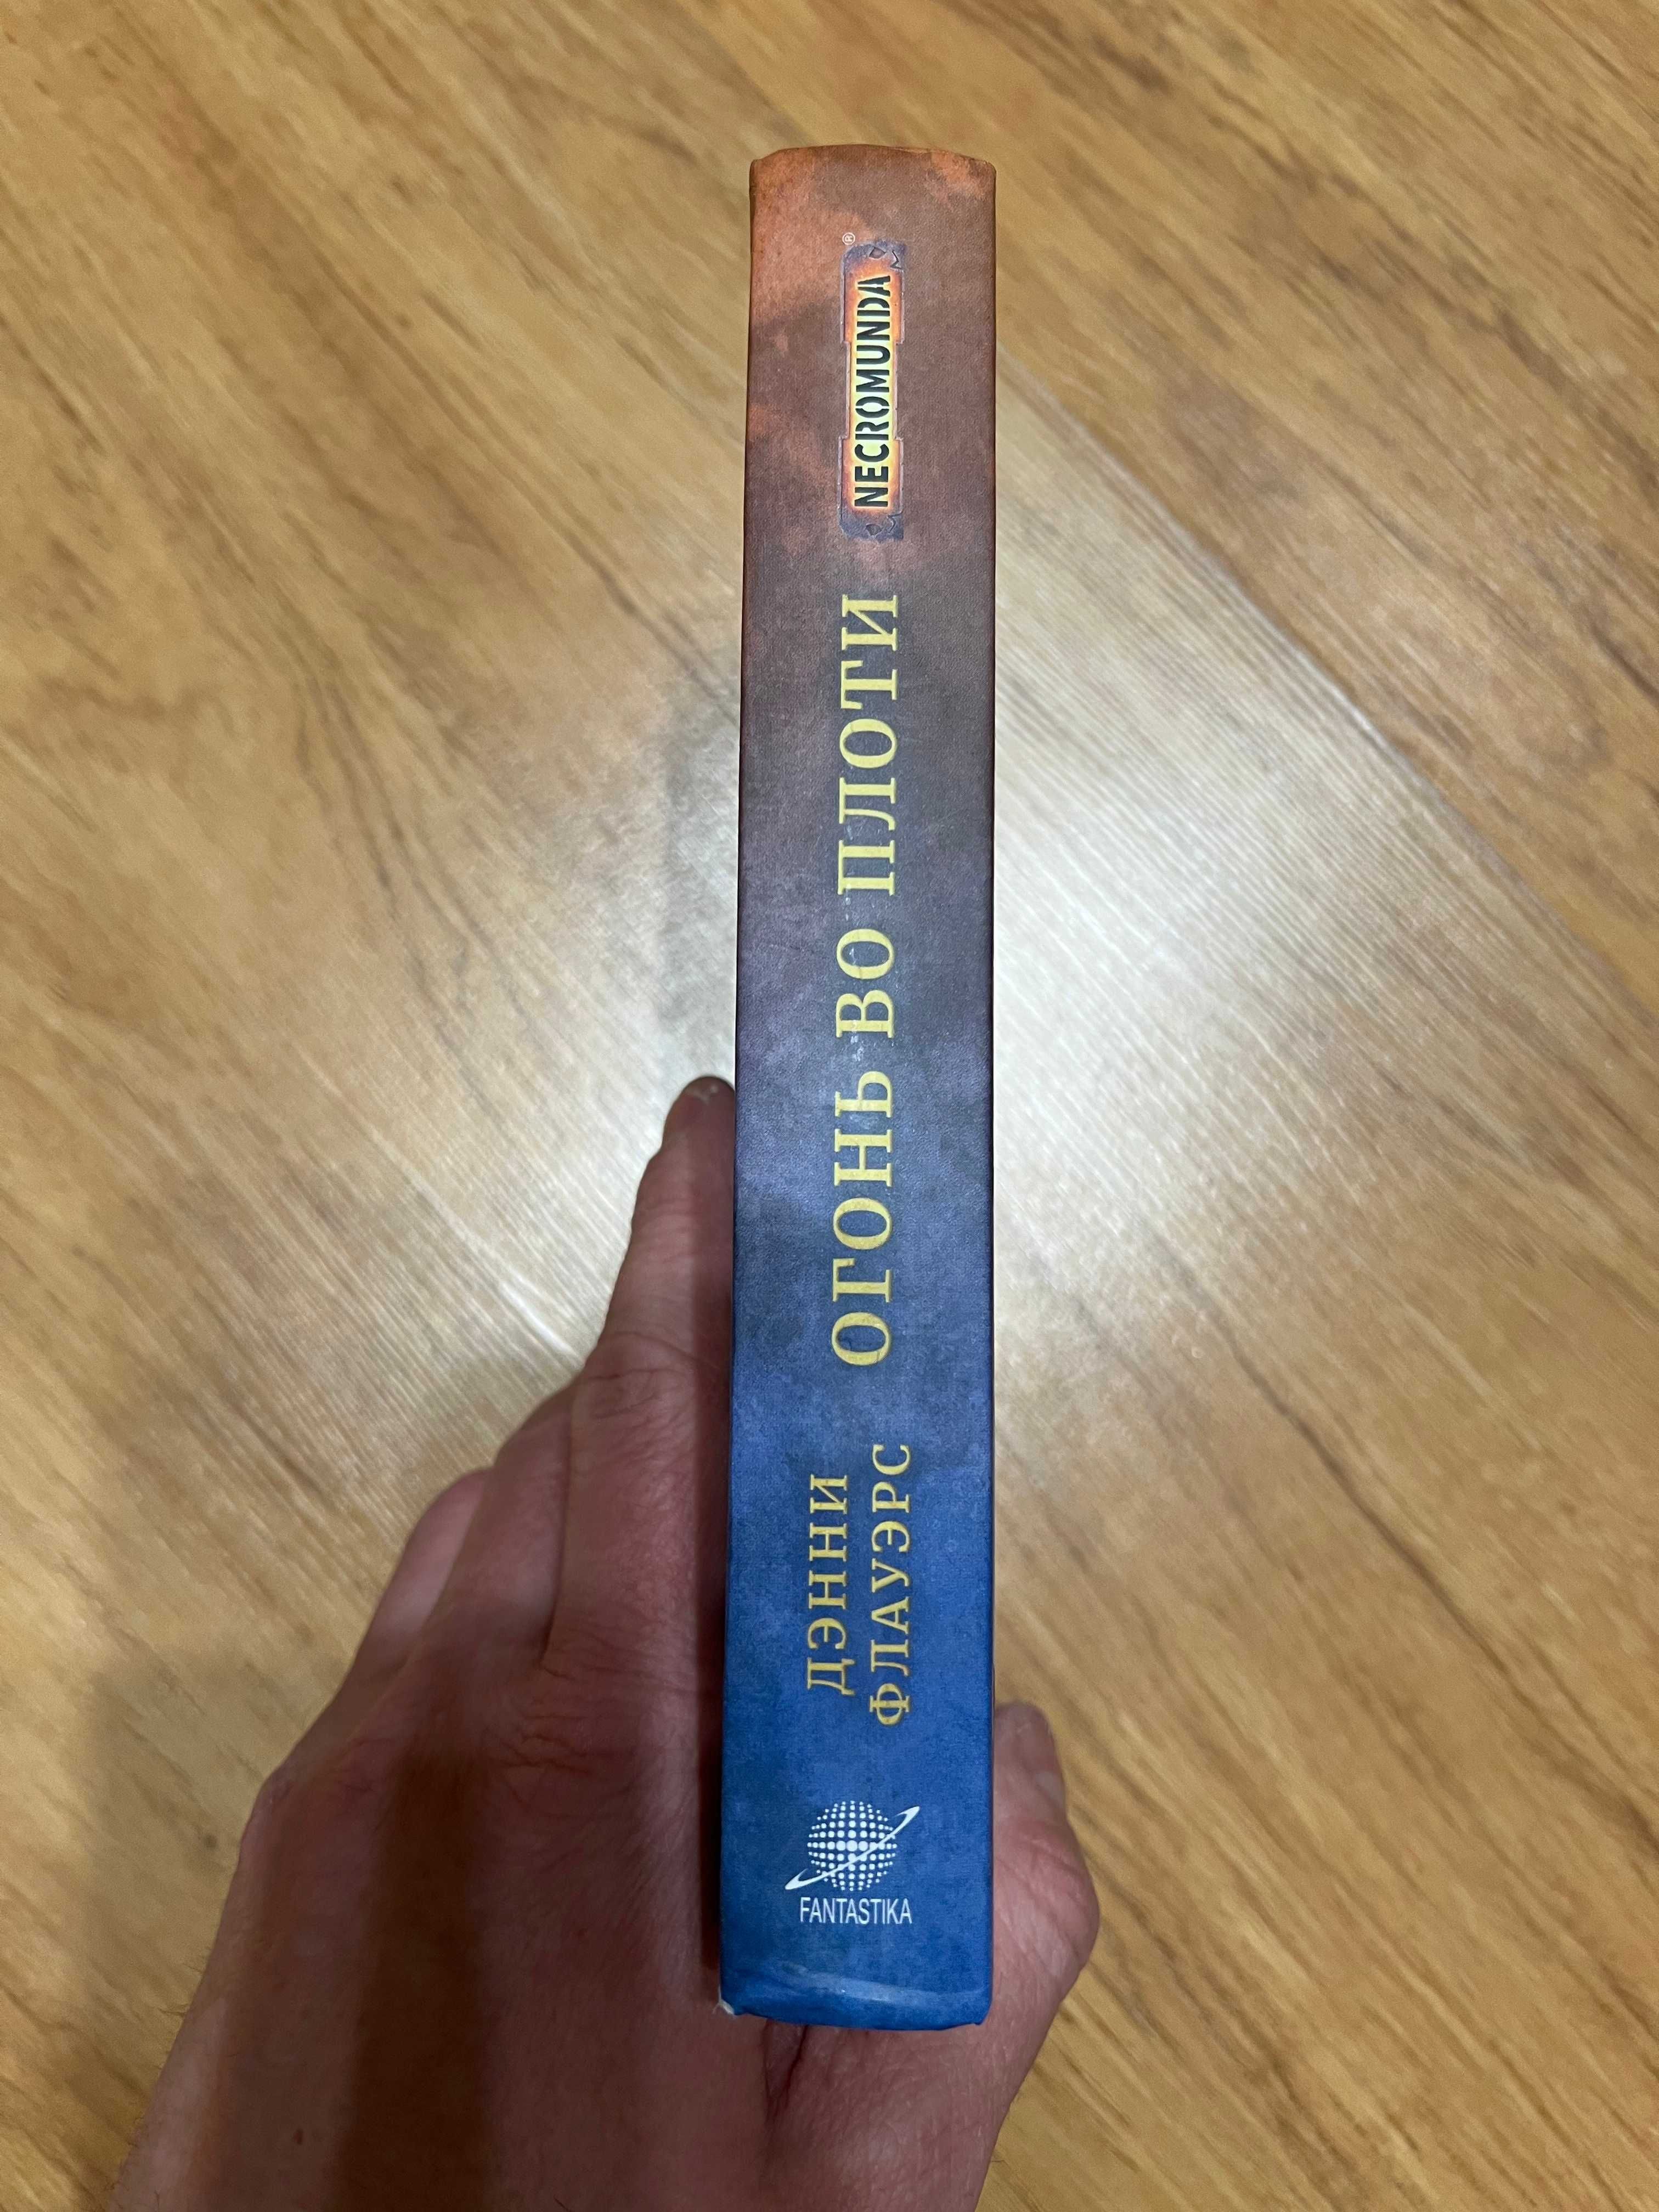 ДЭННИ
ФЛАУЭРС
ОГОНЬ ВО ПЛОТИ
NECROMUNDA®
FANTASTIKA